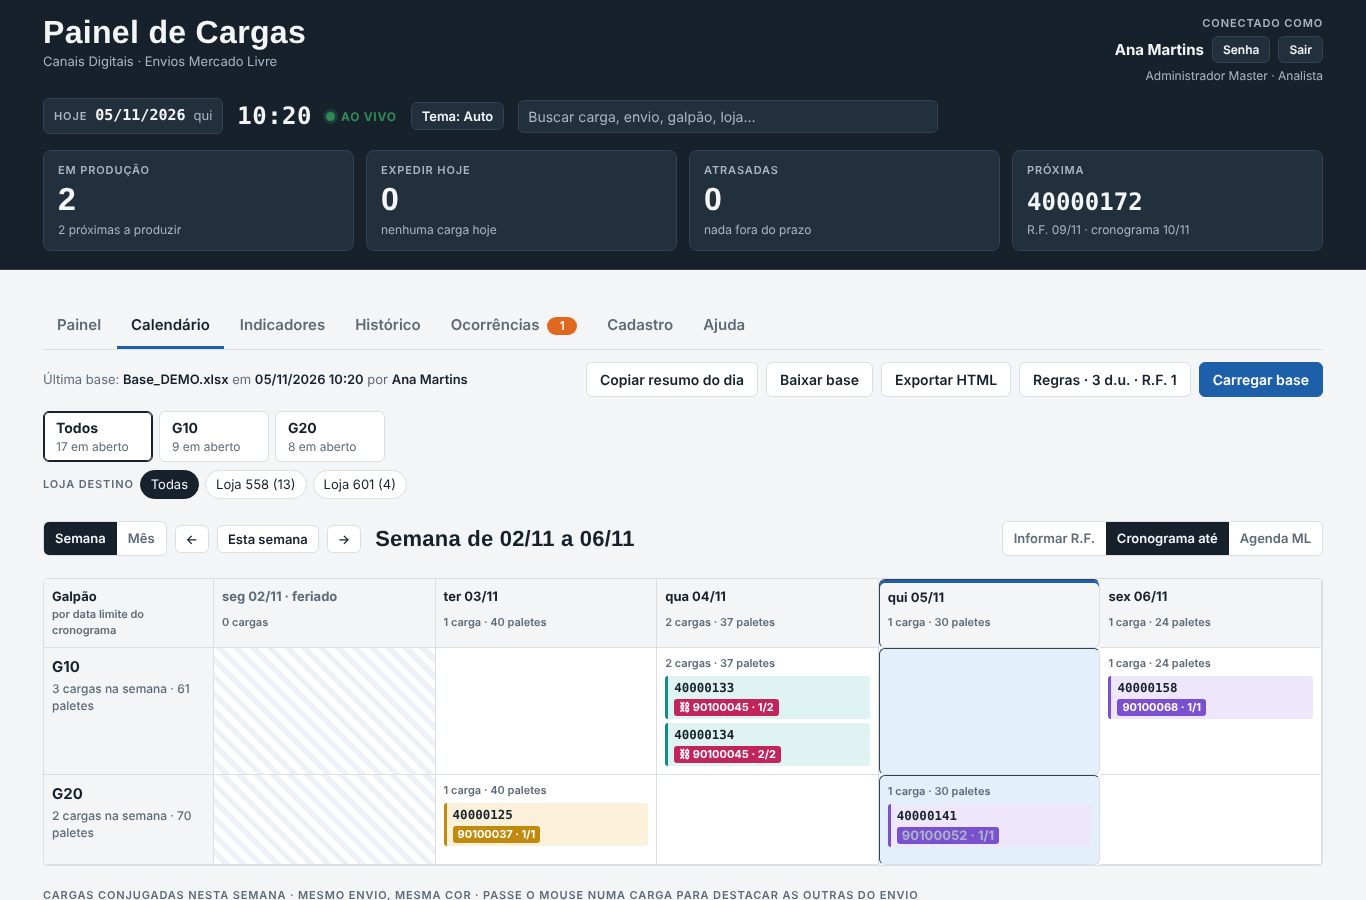 Painel de Cargas
Canais Digitais · Envios Mercado Livre
CONECTADO COMO
Ana Martins Senha Sair
Administrador Master · Analista
HOJE 05/11/2026 qui 10:20 AO VIVO Tema: Auto Buscar carga, envio, galpão, loja...
EM PRODUÇÃO
2
2 próximas a produzir
EXPEDIR HOJE
0
nenhuma carga hoje
ATRASADAS
0
nada fora do prazo
PRÓXIMA
40000172
R.F. 09/11 · cronograma 10/11
Painel Calendário Indicadores Histórico Ocorrências 1 Cadastro Ajuda
Última base: Base_DEMO.xlsx em 05/11/2026 10:20 por Ana Martins
Copiar resumo do dia Baixar base Exportar HTML Regras · 3 d.u. · R.F. 1 Carregar base
Todos
17 em aberto
G10
9 em aberto
G20
8 em aberto
LOJA DESTINO Todas Loja 558 (13) Loja 601 (4)
Semana Mês ← Esta semana → Semana de 02/11 a 06/11
Informar R.F. Cronograma até Agenda ML
Galpão
por data limite do
cronograma
seg 02/11 · feriado
0 cargas
ter 03/11
1 carga · 40 paletes
qua 04/11
2 cargas · 37 paletes
qui 05/11
1 carga · 30 paletes
sex 06/11
1 carga · 24 paletes
G10
3 cargas na semana · 61
paletes
2 cargas · 37 paletes
40000133
⛓ 90100045 · 1/2
40000134
⛓ 90100045 · 2/2
1 carga · 24 paletes
40000158
90100068 · 1/1
G20
2 cargas na semana · 70
paletes
1 carga · 40 paletes
40000125
90100037 · 1/1
1 carga · 30 paletes
40000141
90100052 · 1/1
CARGAS CONJUGADAS NESTA SEMANA · MESMO ENVIO, MESMA COR · PASSE O MOUSE NUMA CARGA PARA DESTACAR AS OUTRAS DO ENVIO